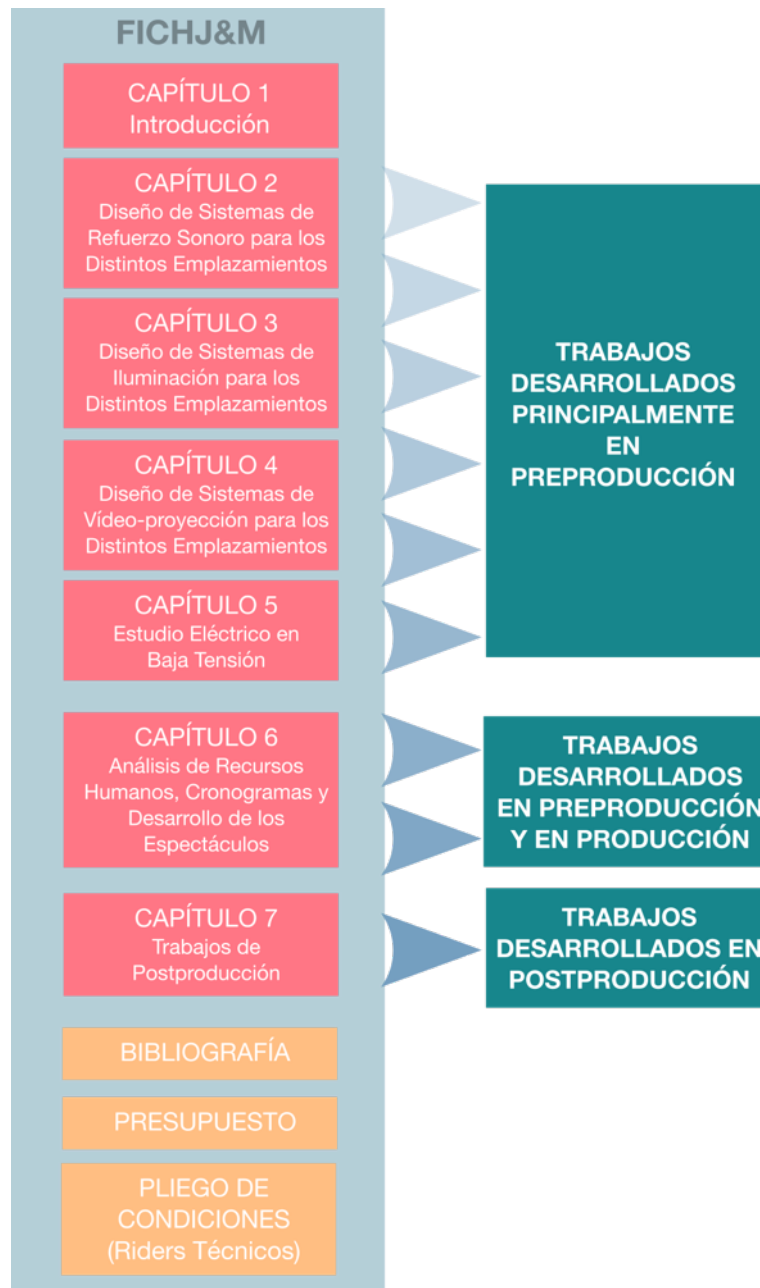 FICHJ&M
CAPÍTULO 1
Introducción
CAPÍTULO 2
Diseño de Sistemas de
Refuerzo Sonoro para los
Distintos Emplazamientos
CAPÍTULO 3
Diseño de Sistemas de
Iluminación para los
Distintos Emplazamientos
CAPÍTULO 4
Diseño de Sistemas de
Vídeo-proyección para los
Distintos Emplazamientos
CAPÍTULO 5
Estudio Eléctrico en
Baja Tensión
TRABAJOS
DESARROLLADOS
PRINCIPALMENTE
EN
PREPRODUCCIÓN
CAPÍTULO 6
Análisis de Recursos
Humanos, Cronogramas y
Desarrollo de los
Espectáculos
TRABAJOS
DESARROLLADOS
EN PREPRODUCCIÓN
Y EN PRODUCCIÓN
CAPÍTULO 7
Trabajos de
Postproducción
TRABAJOS
DESARROLLADOS EN
POSTPRODUCCIÓN
BIBLIOGRAFÍA
PRESUPUESTO
PLIEGO DE
CONDICIONES
(Riders Técnicos)